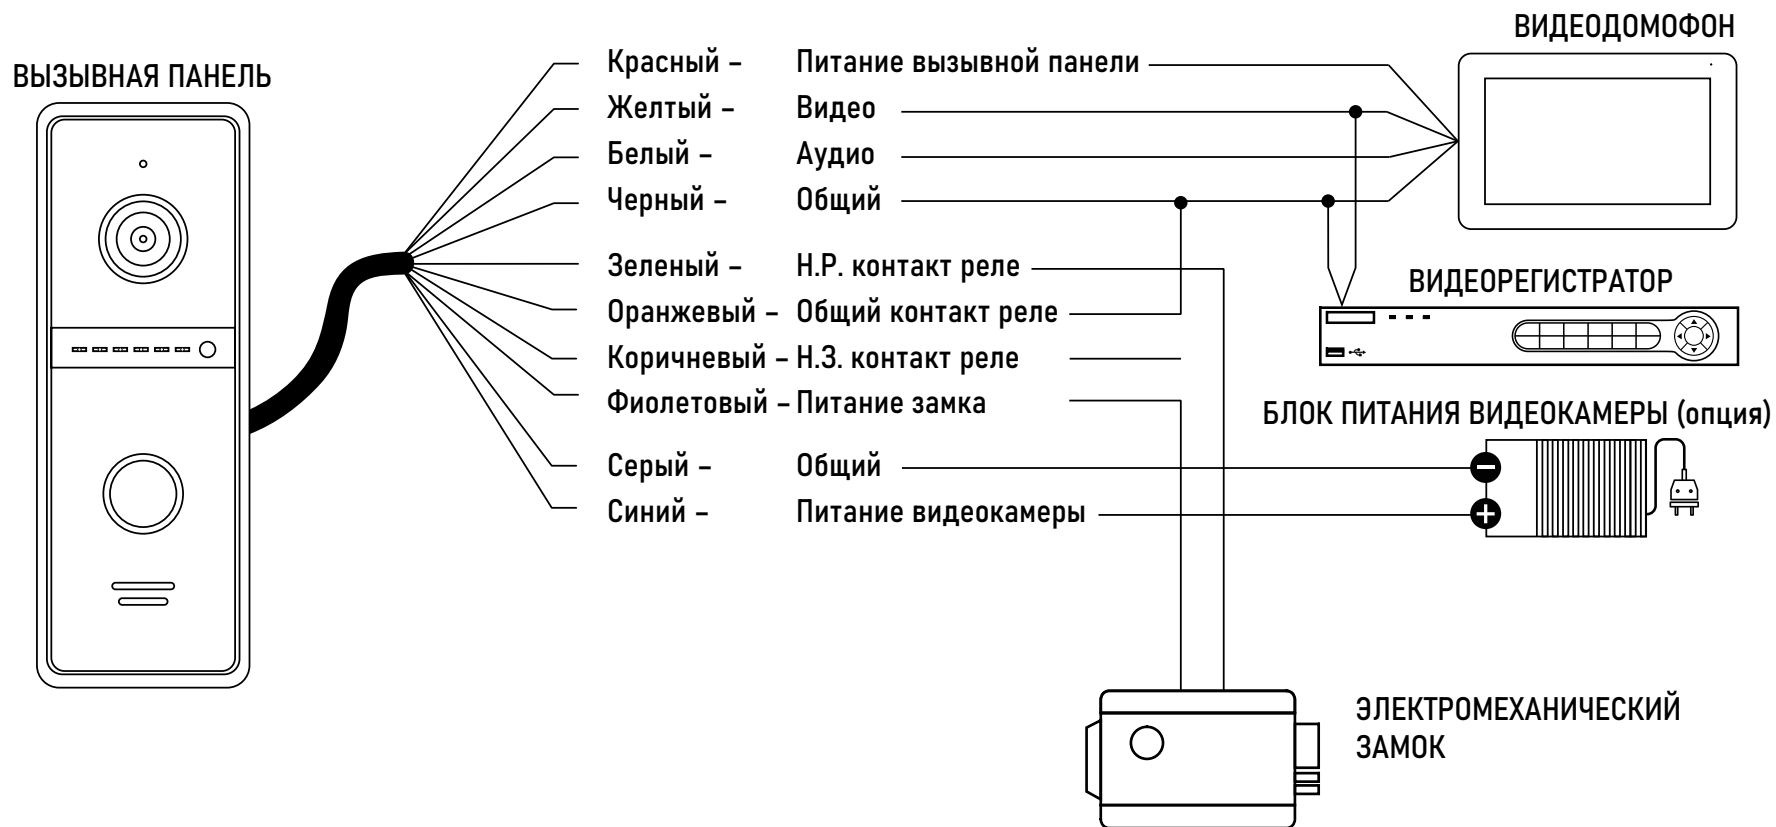 ВЫЗЫВНАЯ ПАНЕЛЬ
Красный – Питание вызывной панели
Желтый – Видео
Белый – Аудио
Черный – Общий
Зеленый – Н.Р. контакт реле
Оранжевый – Общий контакт реле
Коричневый – Н.З. контакт реле
Фиолетовый – Питание замка
Серый – Общий
Синий – Питание видеокамеры
ВИДЕОДОМОФОН
ВИДЕОРЕГИСТРАТОР
БЛОК ПИТАНИЯ ВИДЕОКАМЕРЫ (опция)
ЭЛЕКТРОМЕХАНИЧЕСКИЙ
ЗАМОК